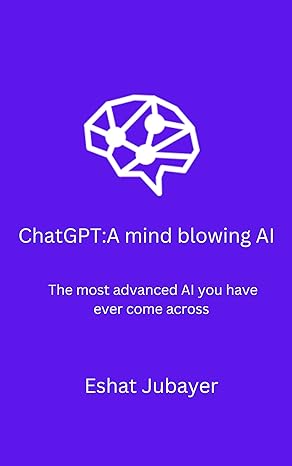 ChatGPT:A mind blowing AI
The most advanced AI you have
ever come across
Eshat Jubayer